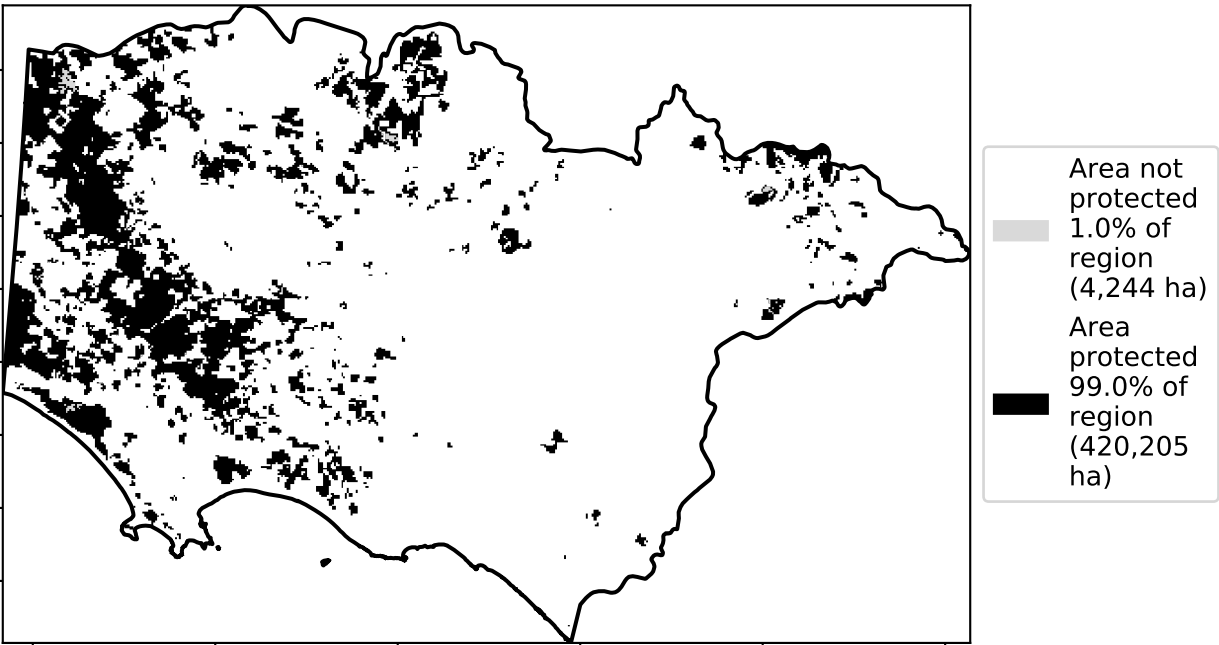 Area not
protected
1.0% of
region
(4,244 ha)
Area
protected
99.0% of
region
(420,205
ha)